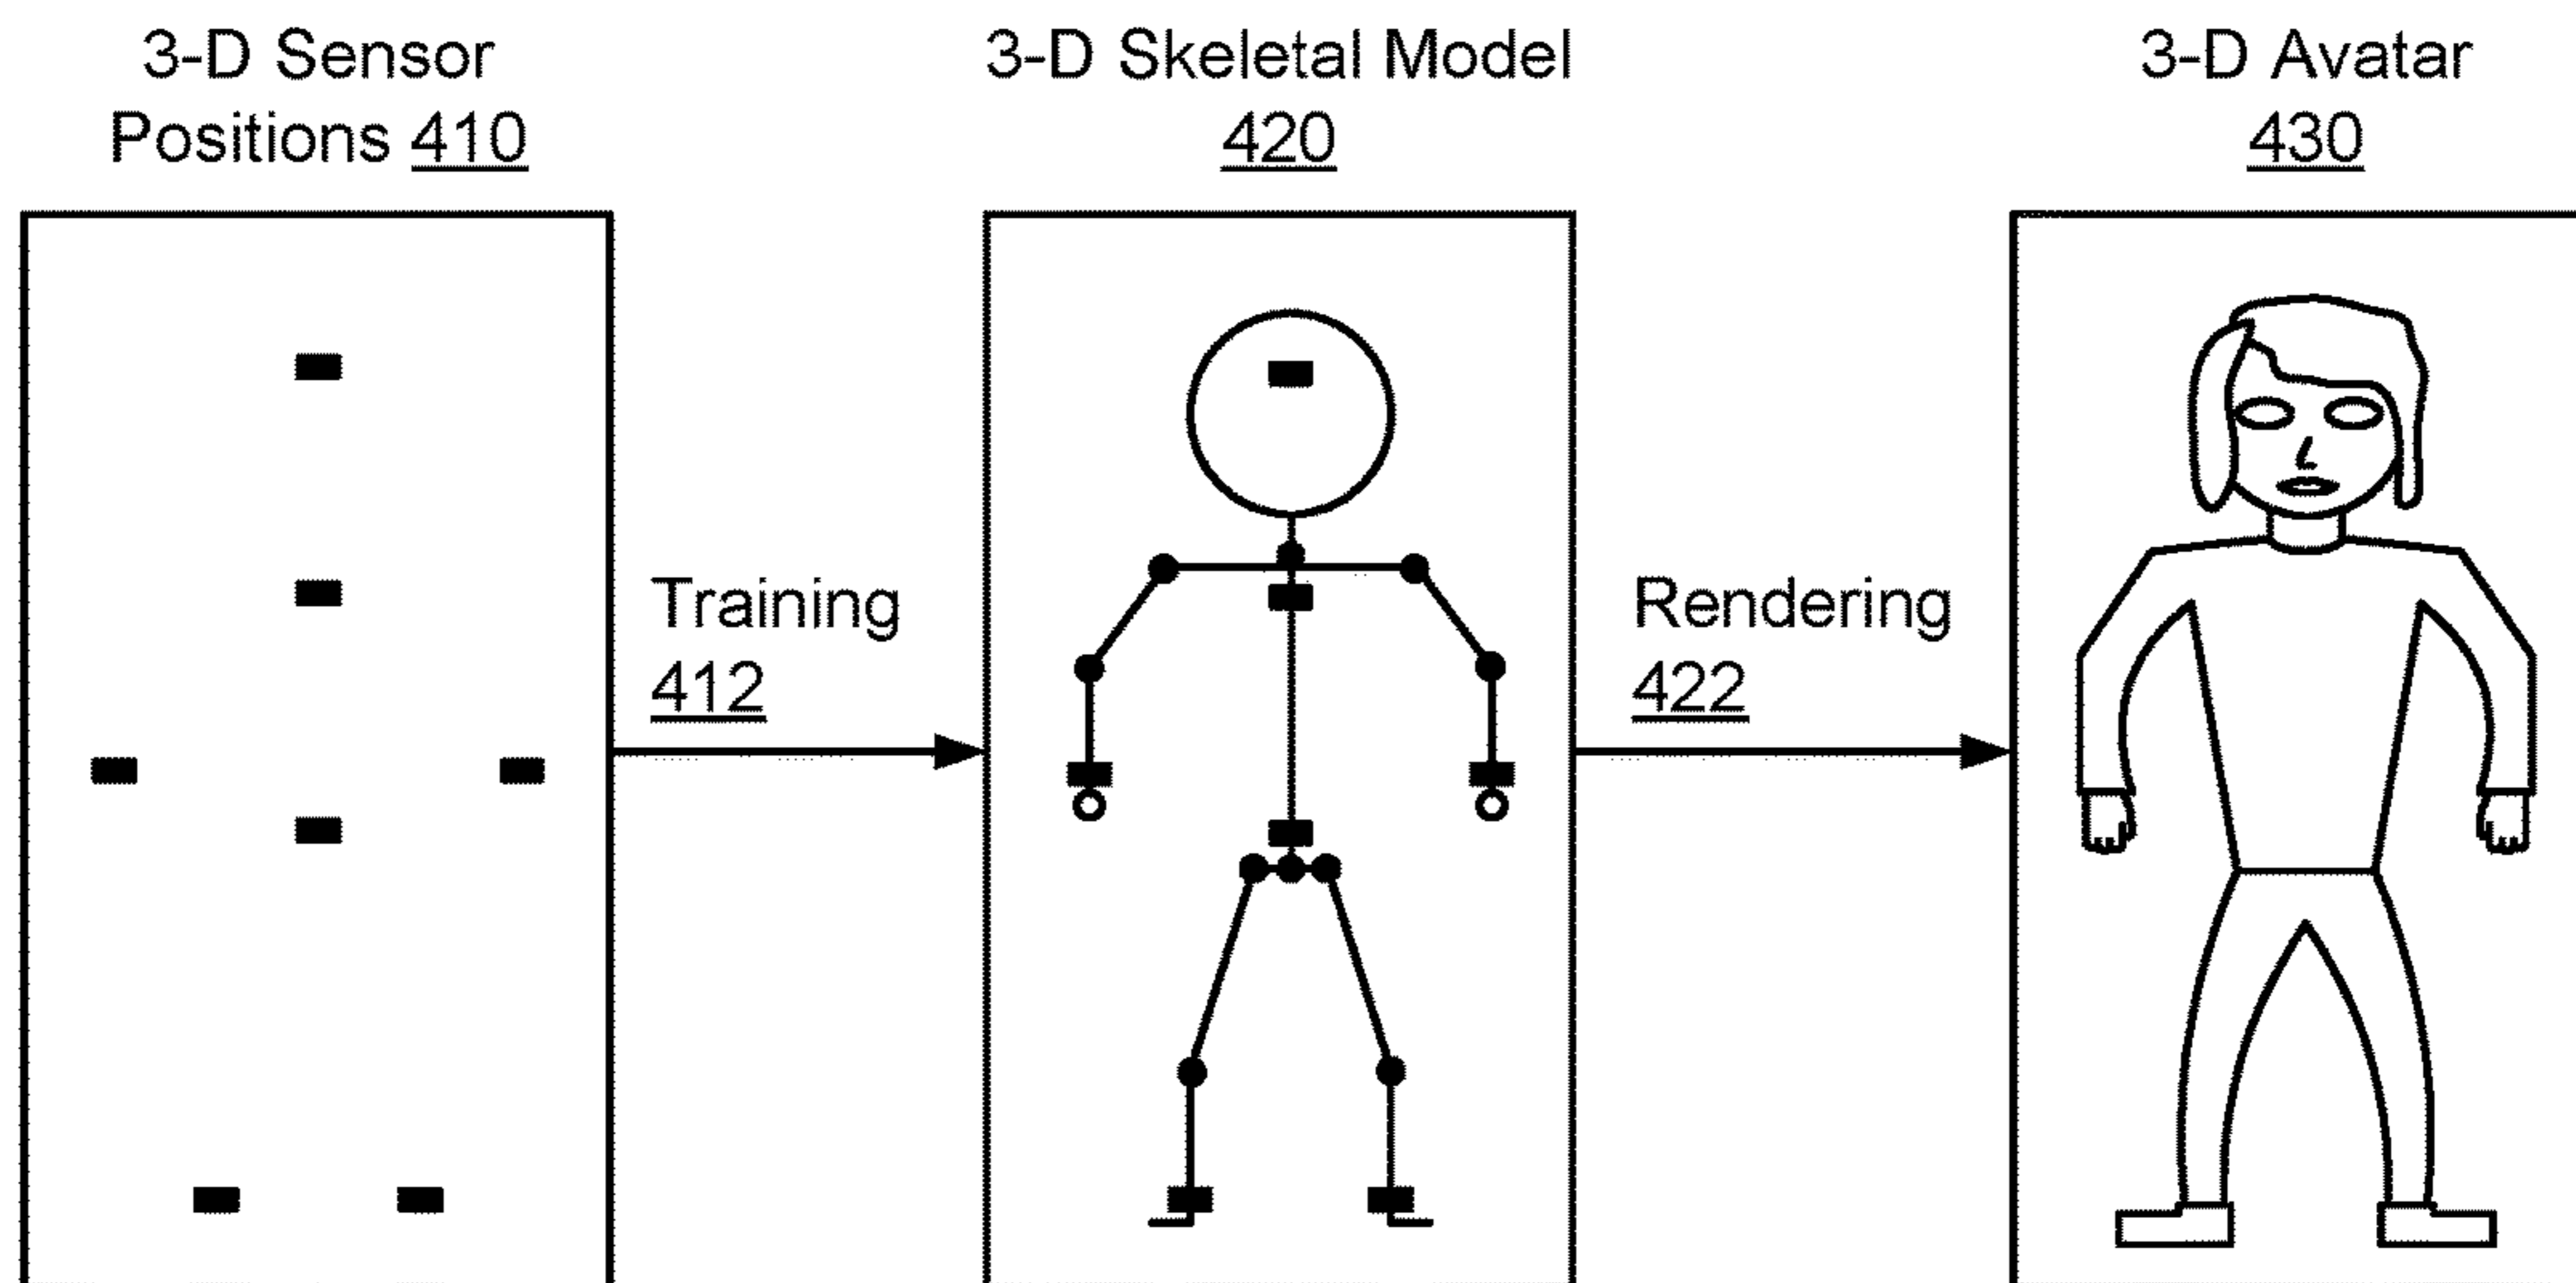 3-D Sensor
Positions 410
3-D Skeletal Model
420
3-D Avatar
430
Training
412
Rendering
422